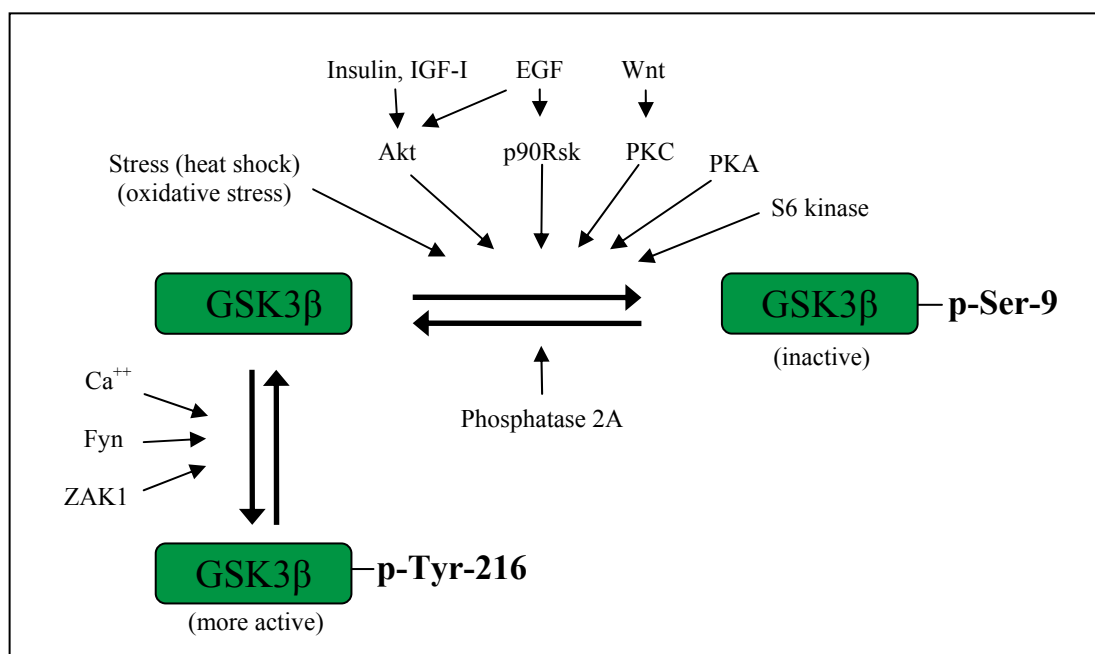 Insulin, IGF-I
EGF
Wnt
Akt
p90Rsk
PKC
PKA
Stress (heat shock)
(oxidative stress)
S6 kinase
GSK3β
GSK3β
p-Ser-9
(inactive)
Phosphatase 2A
Ca⁺⁺
Fyn
ZAK1
GSK3β
p-Tyr-216
(more active)